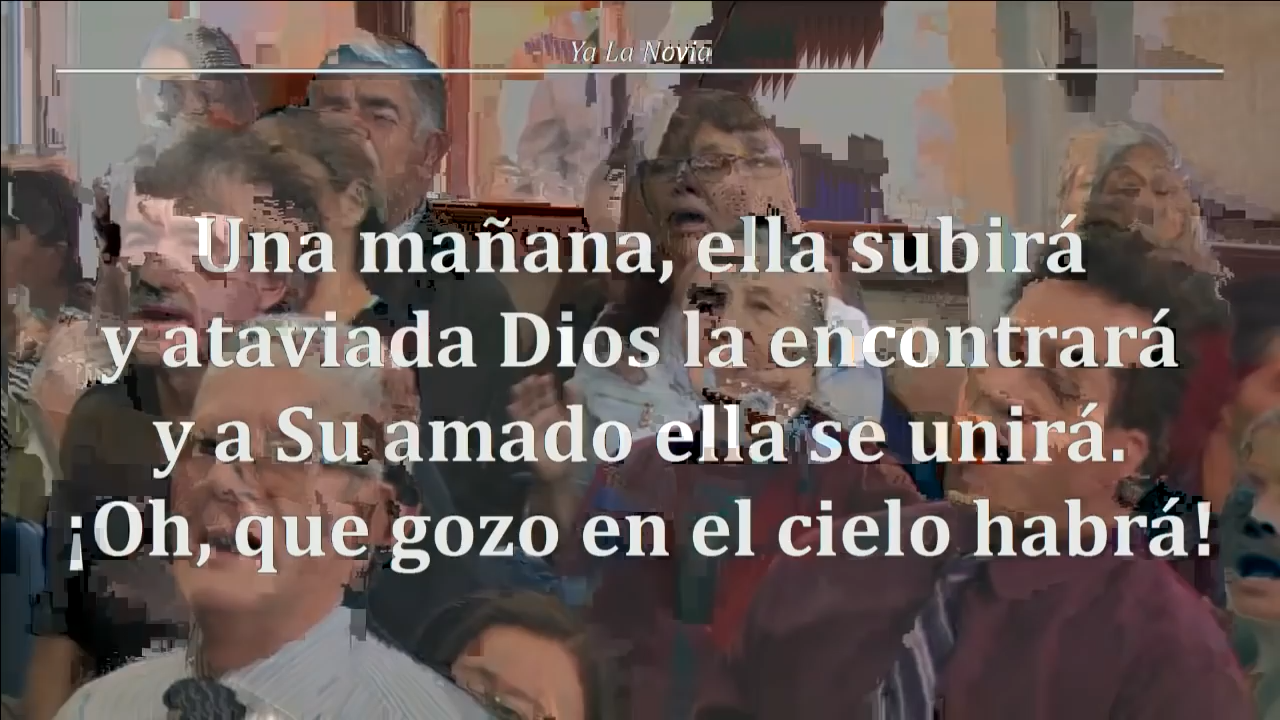 Ya La Novia
Una mañana, ella subirá
y ataviada Dios la encontrará
y a Su amado ella se unirá.
¡Oh, que gozo en el cielo habrá!